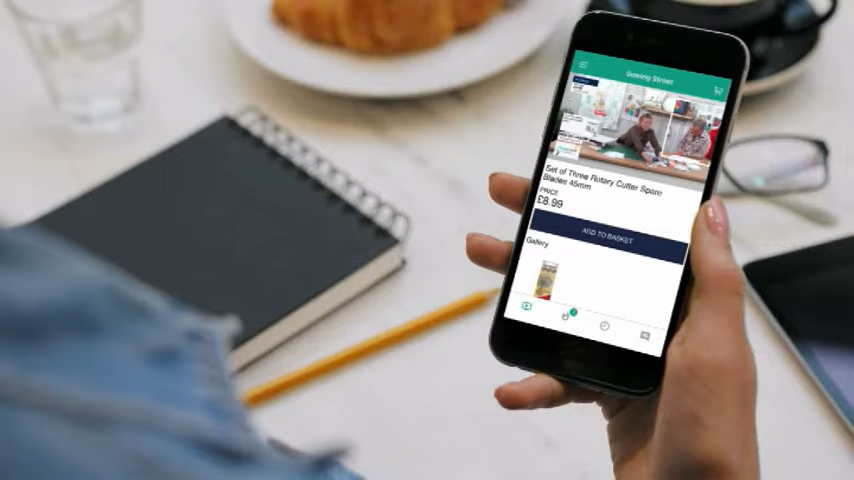 Sewing Street
Set of Three Rotary Cutter Spare
Blades 45mm
PRICE
£8.99
ADD TO BASKET
Gallery